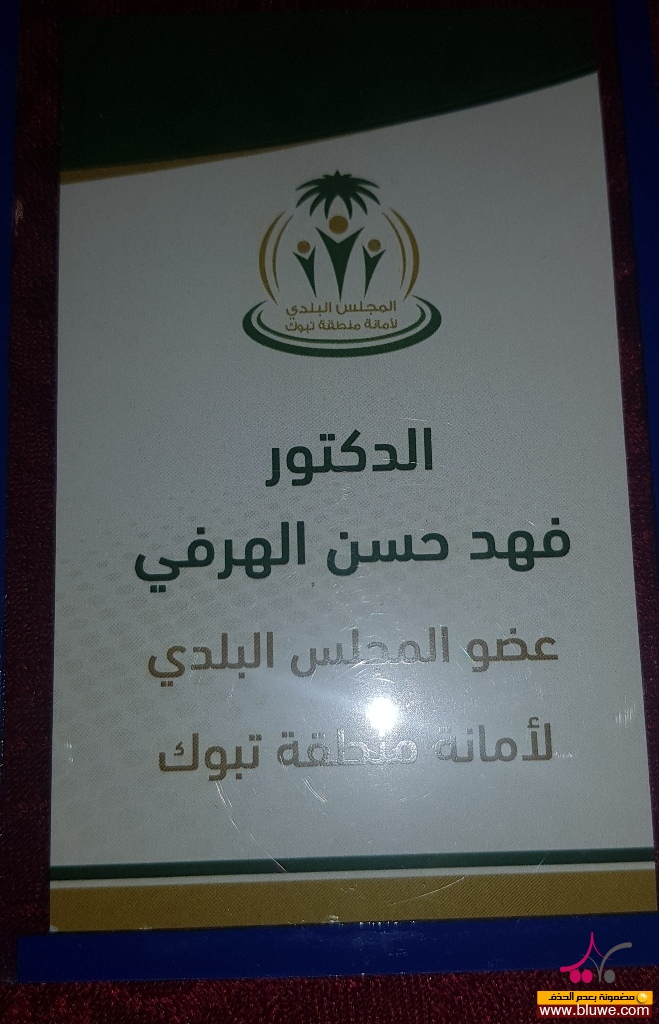 المجلس البلدي
لأمانة منطقة تبوك
الدكتور
فهد حسن الهرفي
عضو المجلس البلدي
لأمانة منطقة تبوك
مضمونة بعدم الحذف
www.bluwe.com